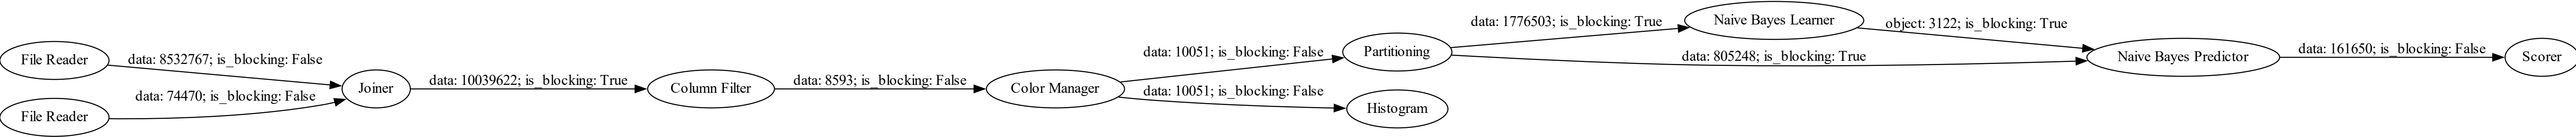 File Reader
data: 8532767; is_blocking: False
File Reader
data: 74470; is_blocking: False
Joiner
data: 10039622; is_blocking: True
Column Filter
data: 8593; is_blocking: False
Color Manager
data: 10051; is_blocking: False
data: 10051; is_blocking: False
Partitioning
Histogram
data: 1776503; is_blocking: True
data: 805248; is_blocking: True
Naive Bayes Learner
object: 3122; is_blocking: True
Naive Bayes Predictor
data: 161650; is_blocking: False
Scorer